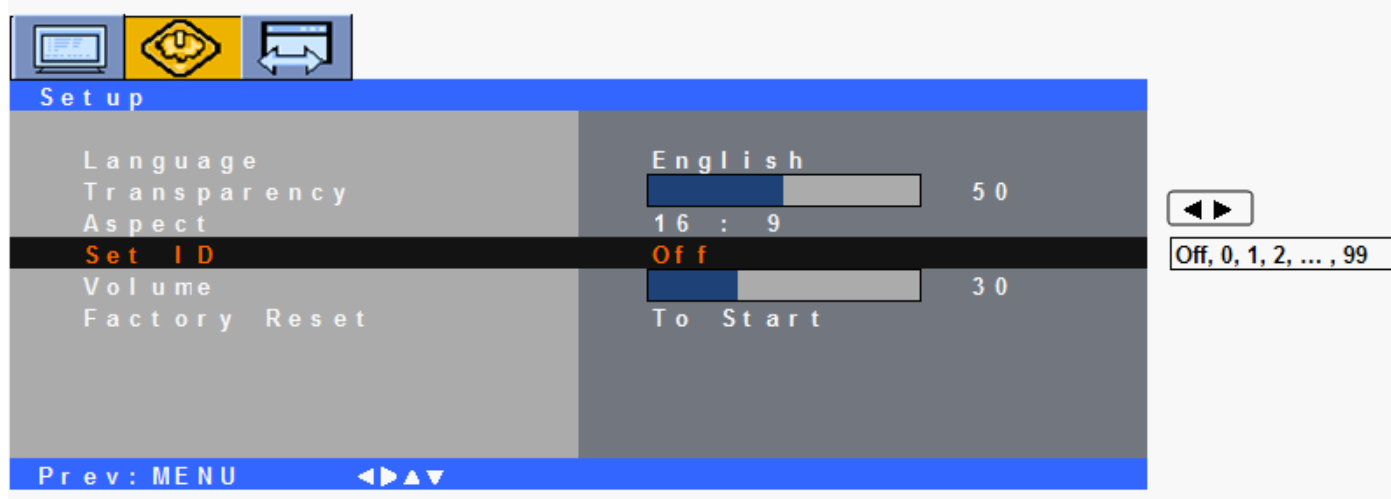 Setup
Language English
Transparency 50
Aspect 16 : 9
Set ID Off
Off, 0, 1, 2, ... , 99
Volume 30
Factory Reset To Start
Prev: MENU ◀▶▲▼